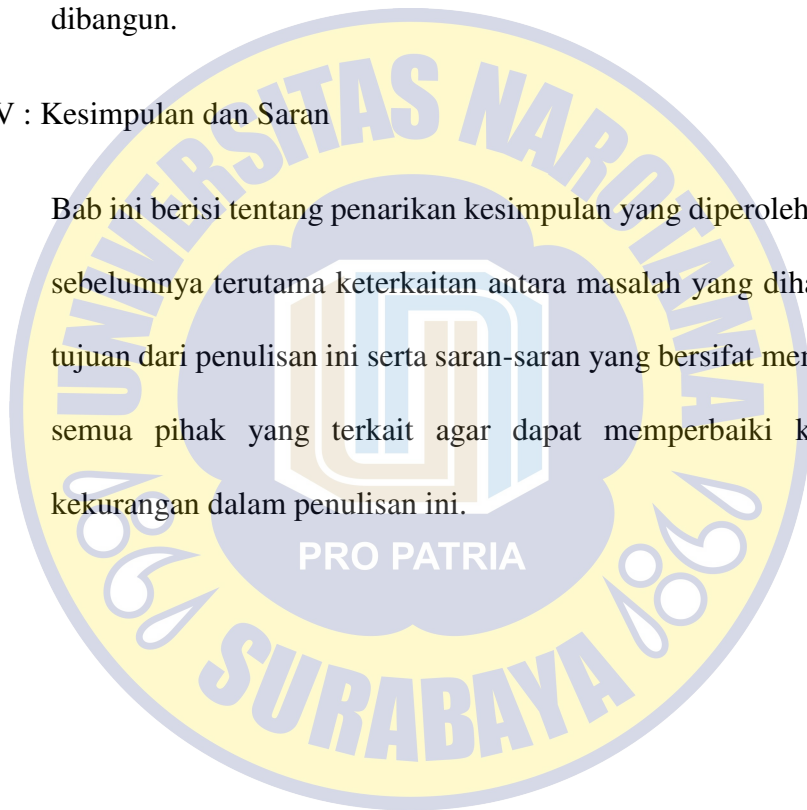 dibangun.
V : Kesimpulan dan Saran
Bab ini berisi tentang penarikan kesimpulan yang diperoleh
sebelumnya terutama keterkaitan antara masalah yang
tujuan dari penulisan ini serta saran-saran yang bersifat
semua pihak yang terkait agar dapat memperbaiki
kekurangan dalam penulisan ini.
UNIVERSITAS NAROTAMA
PRO PATRIA
SURABAYA